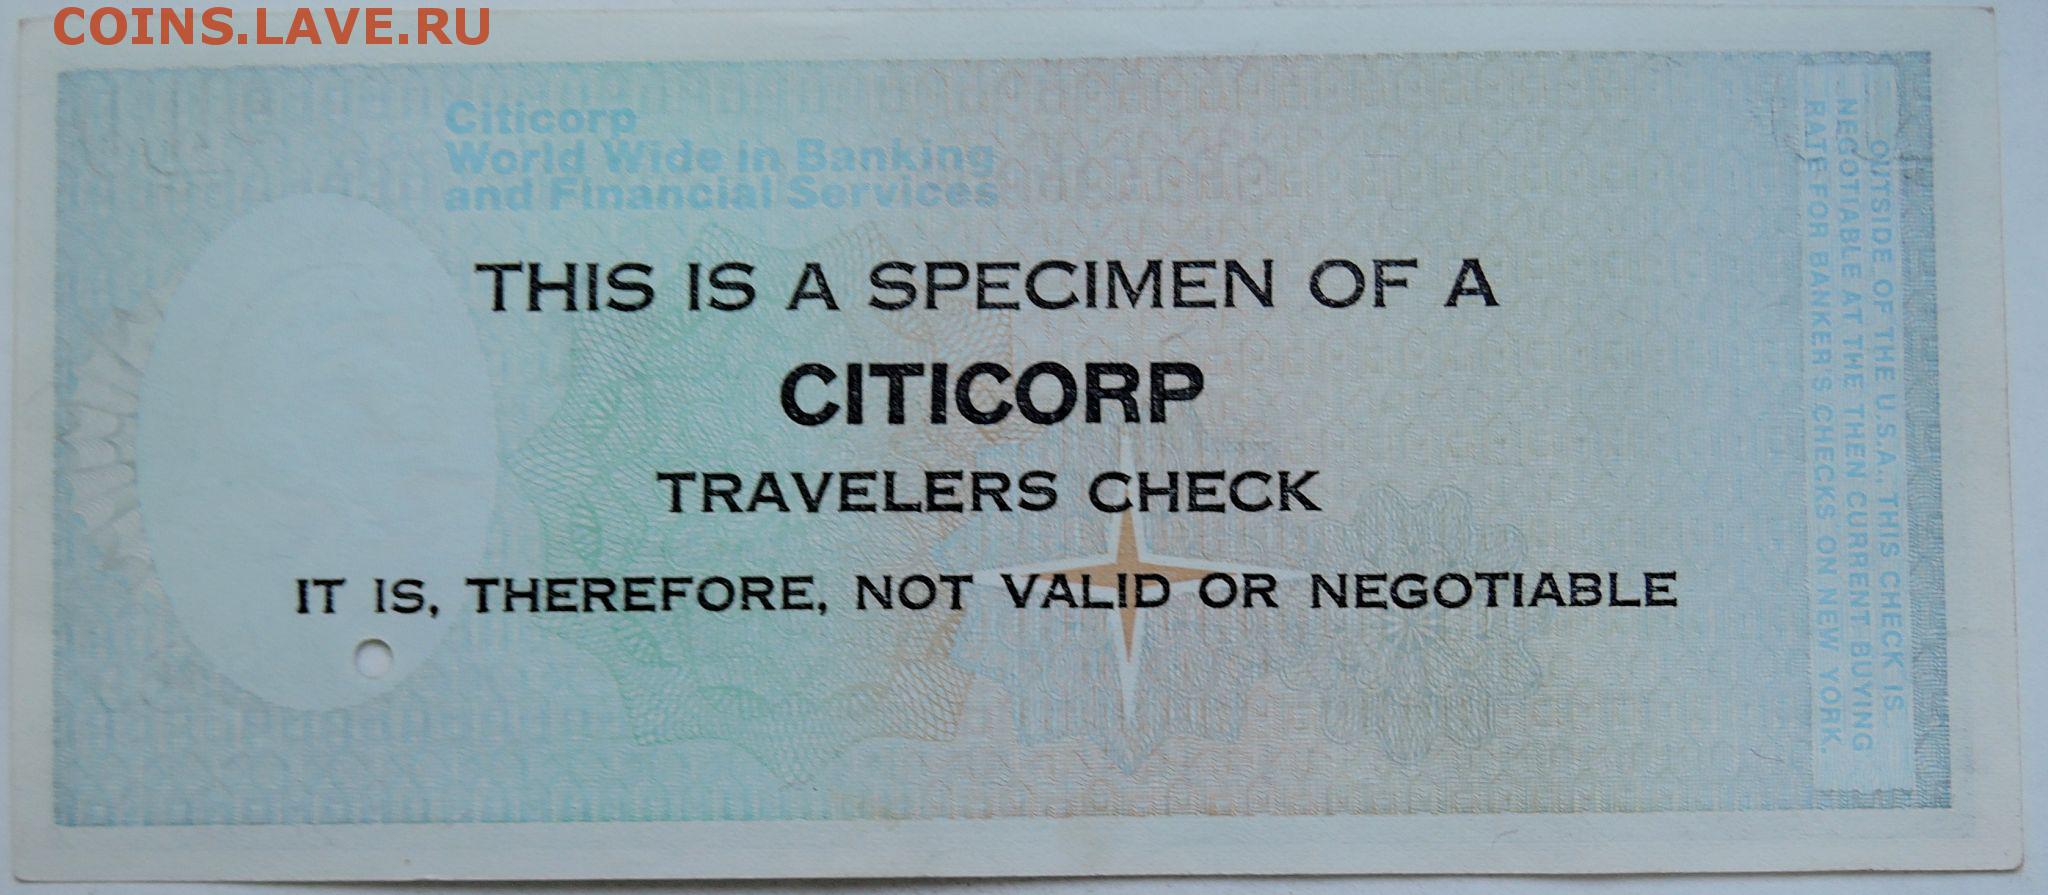 COINS.LAVE.RU
Citicorp
World Wide in Banking
and Financial Services
THIS IS A SPECIMEN OF A
CITICORP
TRAVELERS CHECK
IT IS, THEREFORE, NOT VALID OR NEGOTIABLE
OUTSIDE OF THE U.S.A., THIS CHECK IS
NEGOTIABLE AT THE THEN CURRENT BUYING
RATE FOR BANKER'S CHECKS ON NEW YORK.